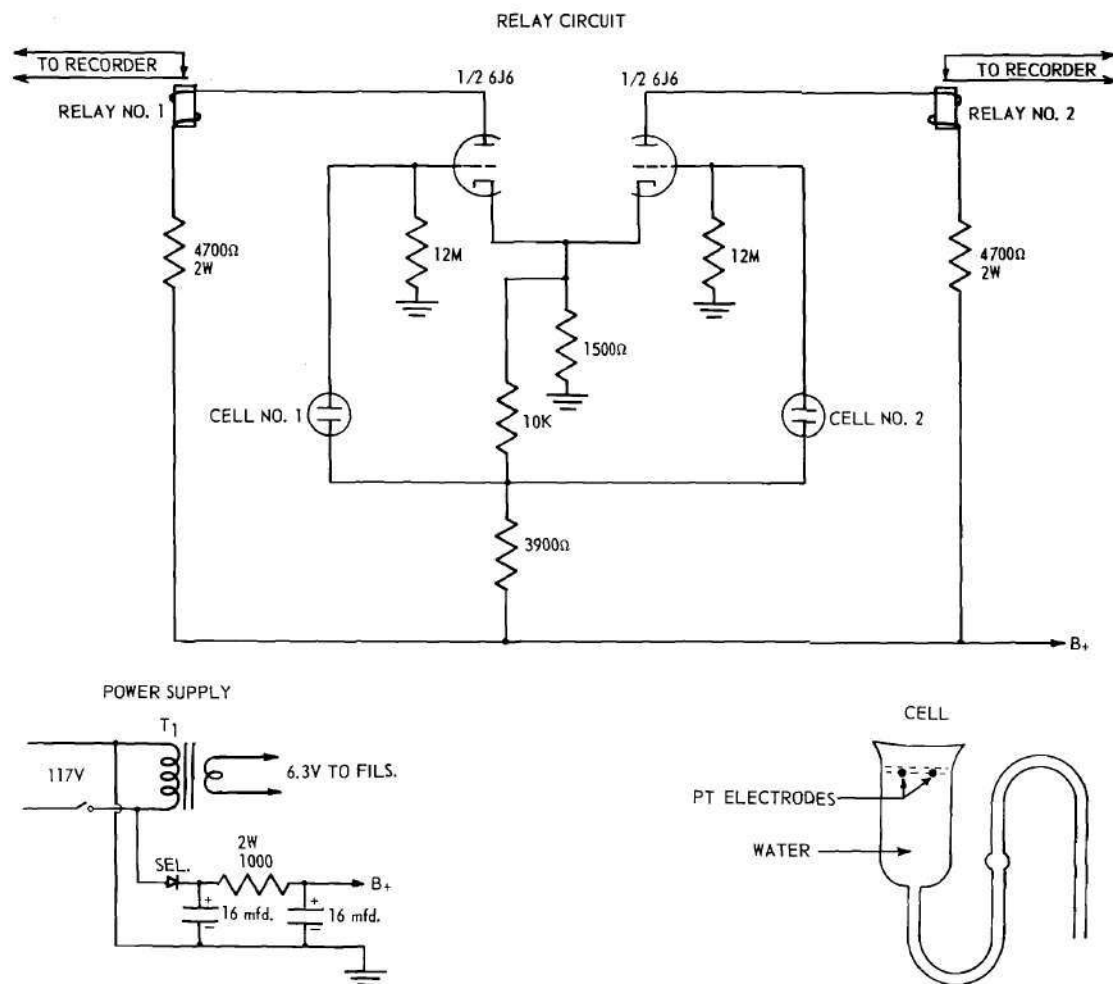 RELAY CIRCUIT
TO RECORDER
TO RECORDER
1/2 6J6
1/2 6J6
RELAY NO. 1
RELAY NO. 2
4700Ω
2W
12M
12M
4700Ω
2W
1500Ω
CELL NO. 1
10K
CELL NO. 2
3900Ω
B+
POWER SUPPLY
T1
117V
6.3V TO FILS.
2W
1000
SEL.
B+
+
16 mfd.
−
+
16 mfd.
−
CELL
PT ELECTRODES
WATER